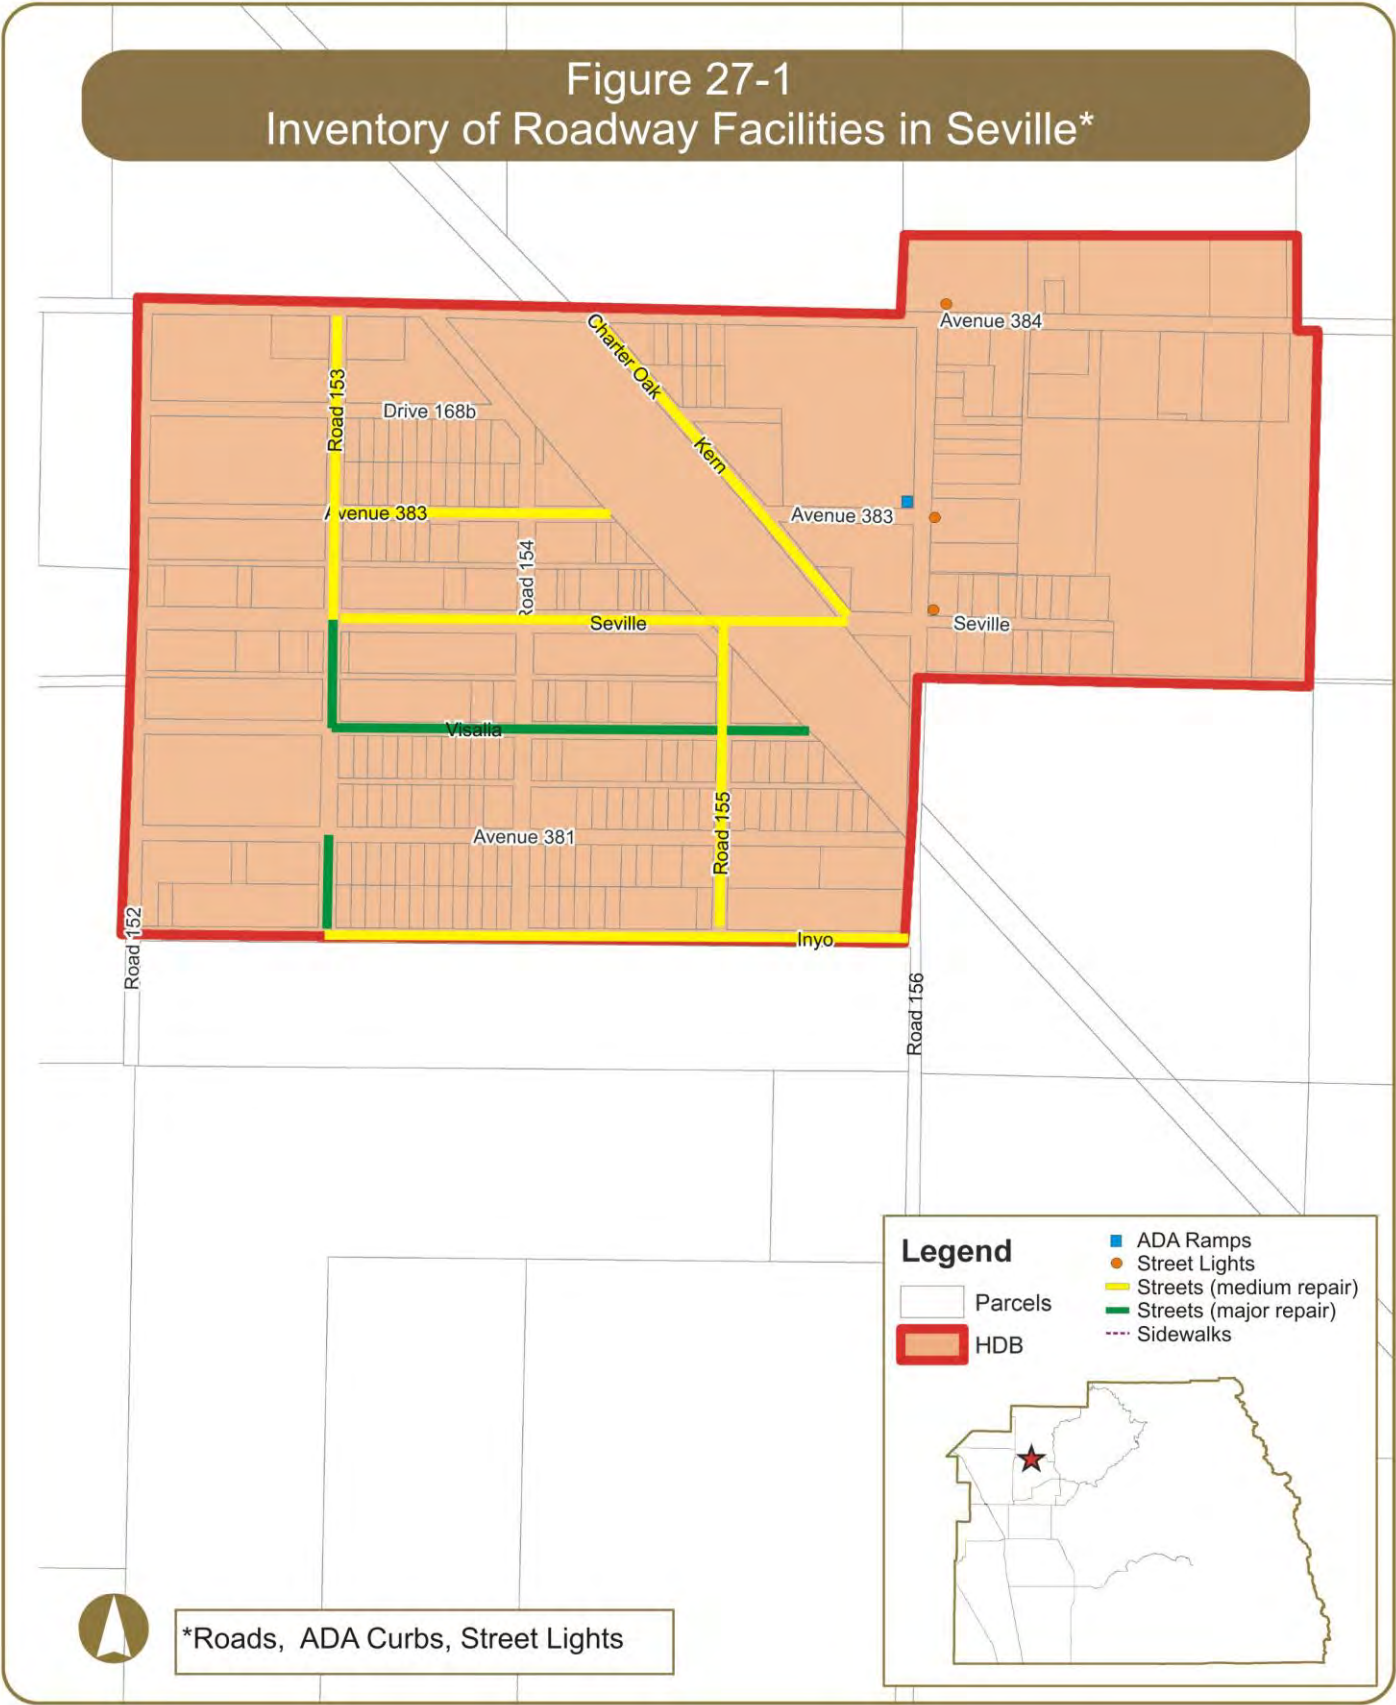 Figure 27-1
Inventory of Roadway Facilities in Seville*
Avenue 384
Charter Oak
Road 153
Drive 168b
Kern
Avenue 383
Avenue 383
Road 154
Seville
Seville
Visalia
Road 155
Avenue 381
Road 152
Inyo
Road 156
Legend
Parcels
HDB
ADA Ramps
Street Lights
Streets (medium repair)
Streets (major repair)
Sidewalks
*Roads, ADA Curbs, Street Lights